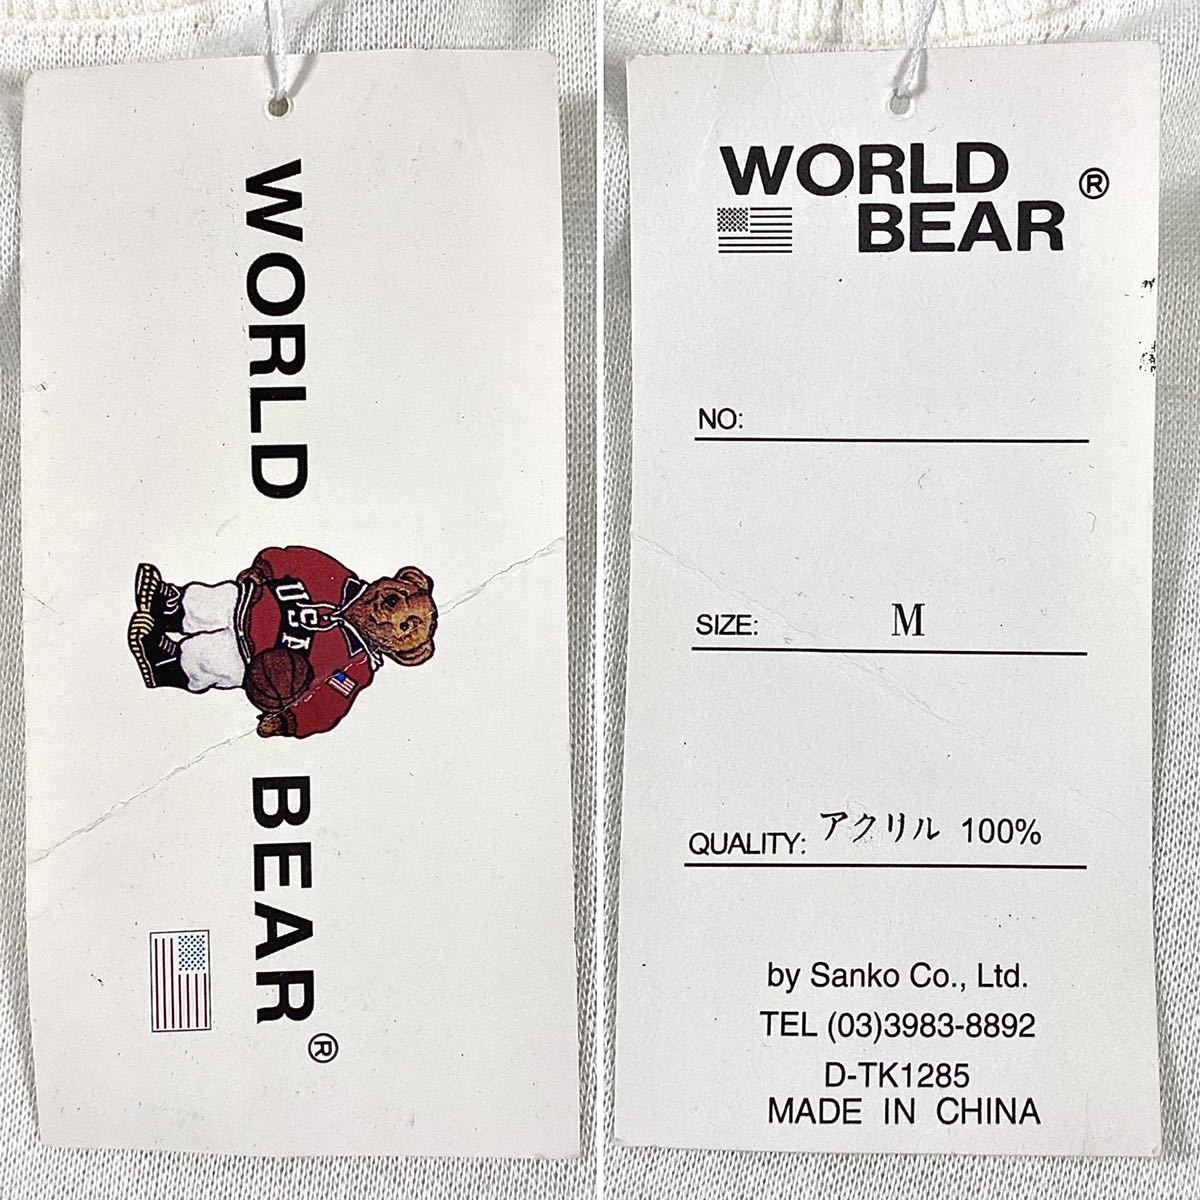 WORLD BEAR®
USA
WORLD
BEAR ®
NO:
SIZE: M
QUALITY: アクリル 100%
by Sanko Co., Ltd.
TEL (03)3983-8892
D-TK1285
MADE IN CHINA